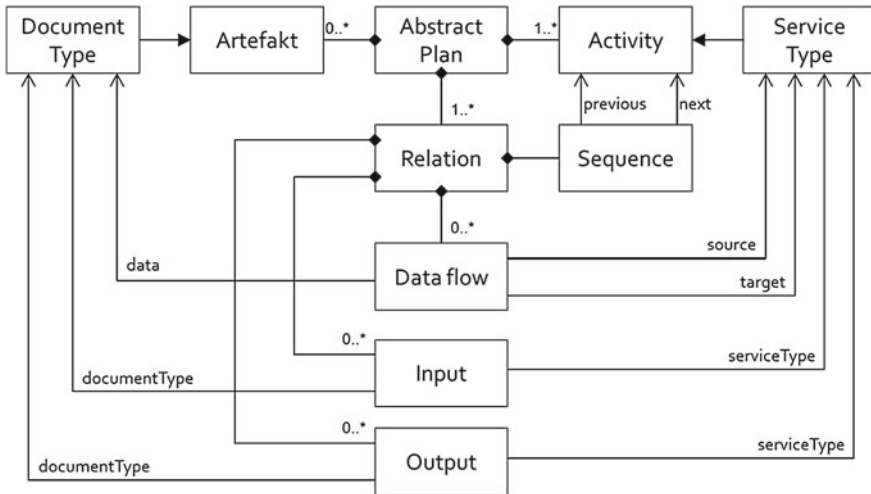 Document
Type
Artefakt
0..*
Abstract
Plan
1..*
Activity
Service
Type
previous
next
1..*
Relation
Sequence
0..*
source
data
Data flow
target
0..*
serviceType
documentType
Input
0..*
serviceType
documentType
Output